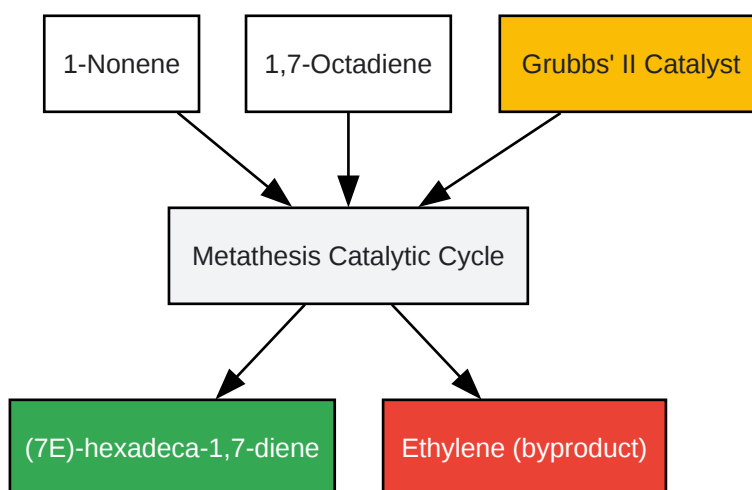 1-Nonene
1,7-Octadiene
Grubbs' II Catalyst
Metathesis Catalytic Cycle
(7E)-hexadeca-1,7-diene
Ethylene (byproduct)